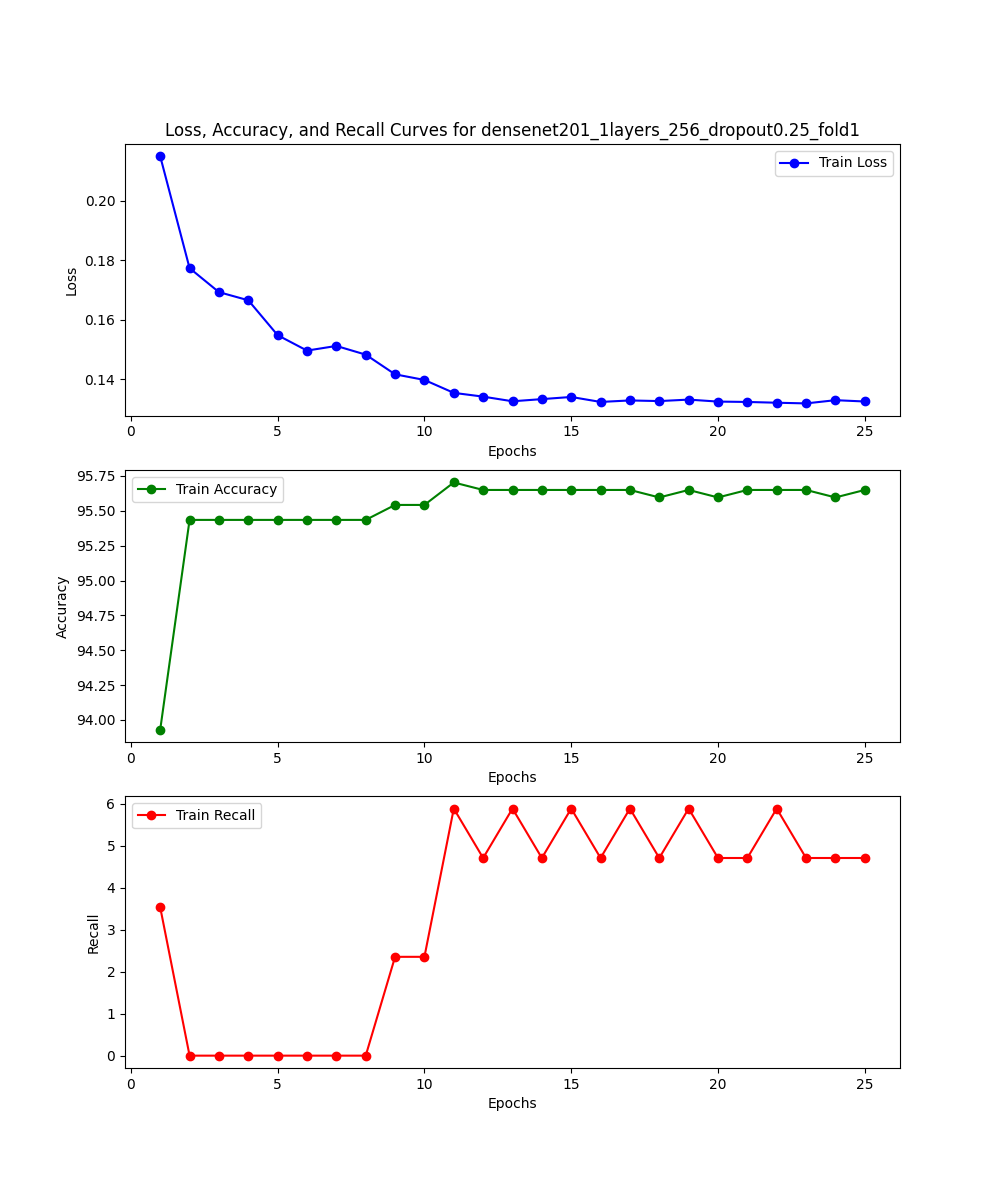 Loss, Accuracy, and Recall Curves for densenet201_1layers_256_dropout0.25_fold1
Train Loss
0.20
0.18
0.16
0.14
Loss
0 5 10 15 20 25
Epochs
Train Accuracy
95.75
95.50
95.25
95.00
94.75
94.50
94.25
94.00
Accuracy
0 5 10 15 20 25
Epochs
Train Recall
6
5
4
3
2
1
0
Recall
0 5 10 15 20 25
Epochs